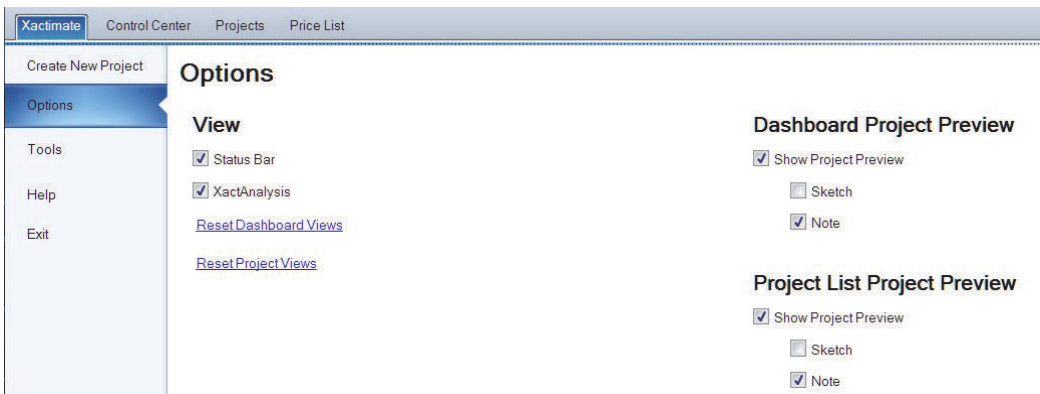 Xactimate Control Center Projects Price List
Create New Project
Options
Tools
Help
Exit
Options
View
Status Bar
XactAnalysis
Reset Dashboard Views
Reset Project Views
Dashboard Project Preview
Show Project Preview
Sketch
Note
Project List Project Preview
Show Project Preview
Sketch
Note